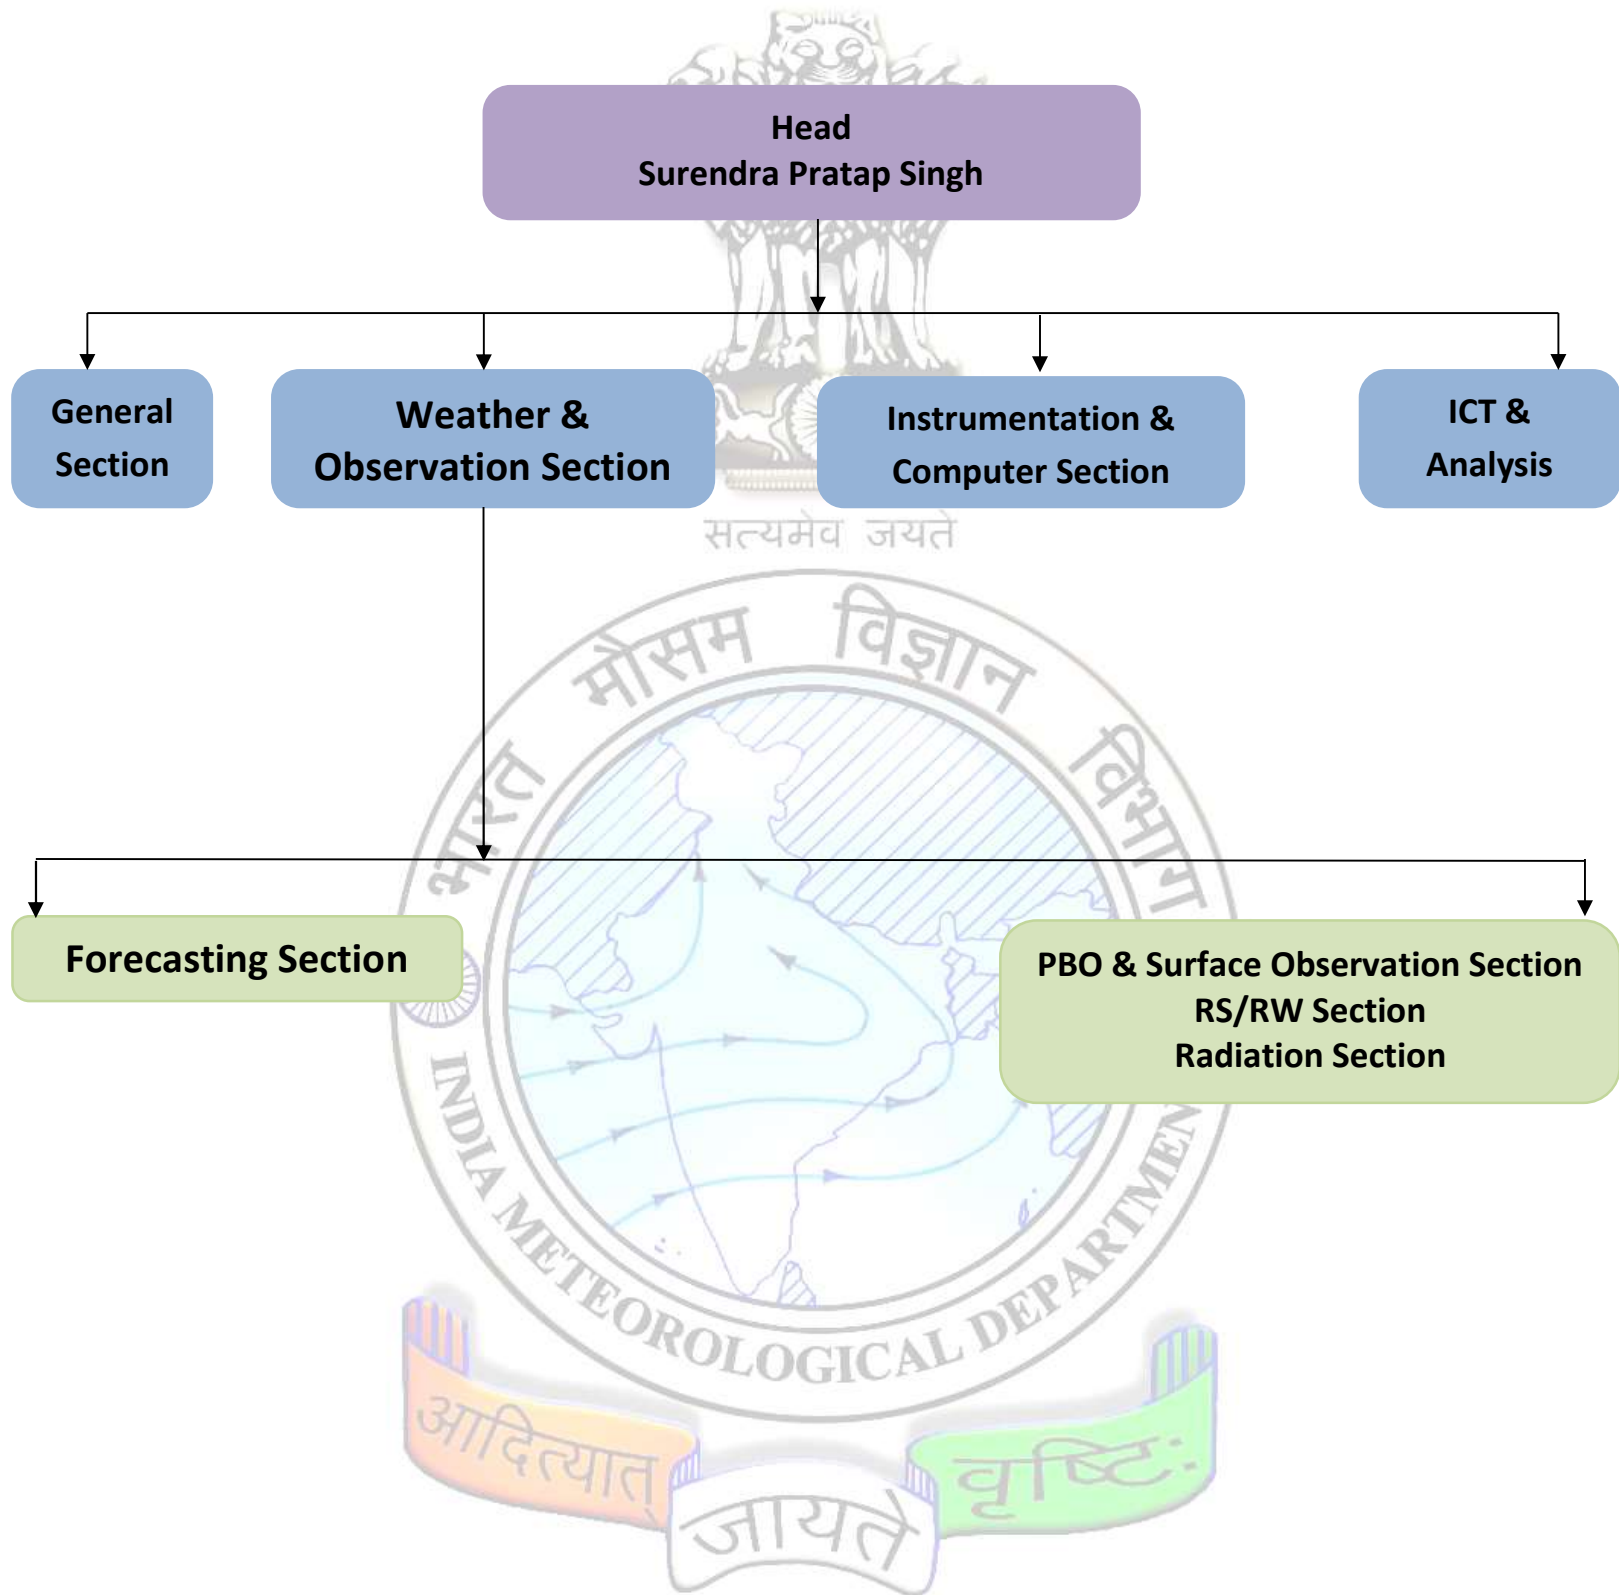 Head
Surendra Pratap Singh
General
Section
Weather &
Observation Section
Instrumentation &
Computer Section
ICT &
Analysis
सत्यमेव जयते
भारत मौसम विज्ञान विभाग
Forecasting Section
PBO & Surface Observation Section
RS/RW Section
Radiation Section
INDIA METEOROLOGICAL DEPARTMEN
आदित्यात्
जायते
वृष्टि: